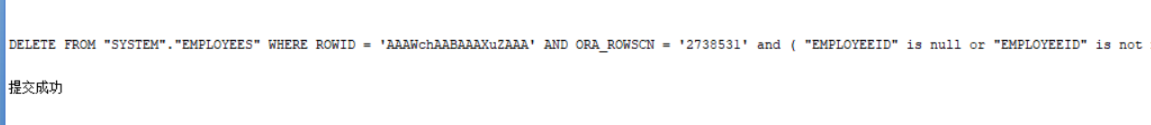 DELETE FROM "SYSTEM"."EMPLOYEES" WHERE ROWID = 'AAAWchAABAAAXuZAAA' AND ORA_ROWSCN = '2738531' and ( "EMPLOYEEID" is null or "EMPLOYEEID" is not
提交成功